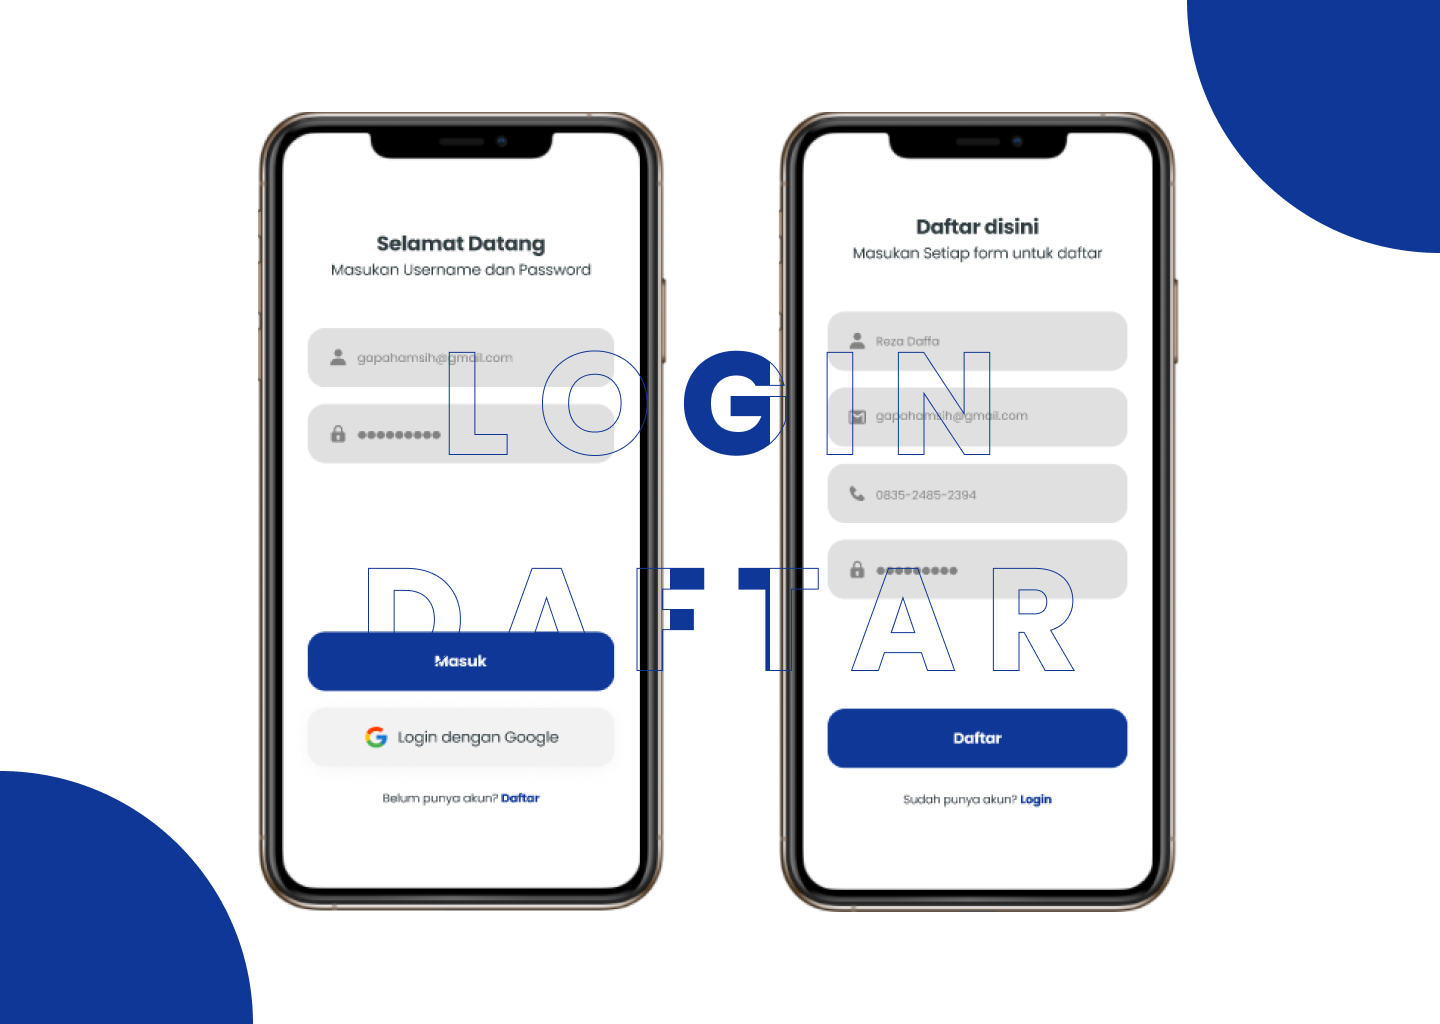 Selamat Datang
Masukan Username dan Password
gapahamsih@gmail.com
Masuk
Login dengan Google
Belum punya akun? Daftar
Daftar disini
Masukan Setiap form untuk daftar
Reza Daffa
gapahamsih@gmail.com
0835-2485-2394
Daftar
Sudah punya akun? Login
LOGIN
DAFTAR